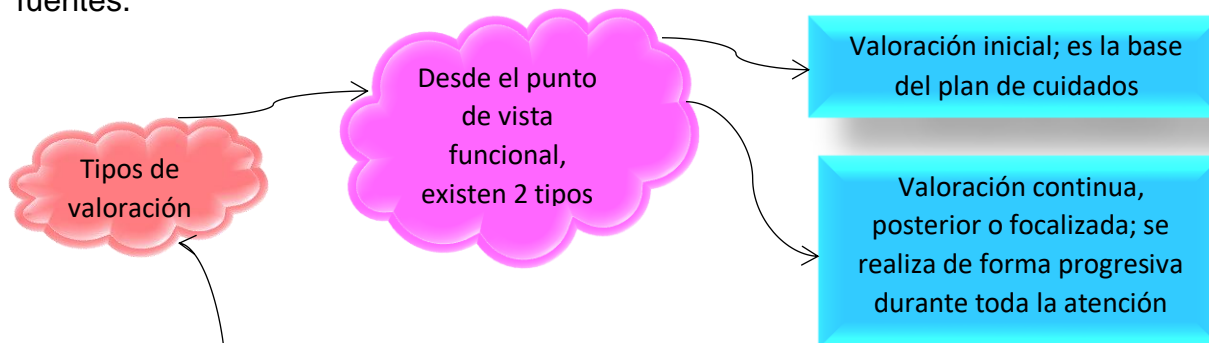 fuentes.
Tipos de
valoración
Desde el punto
de vista
funcional,
existen 2 tipos
Valoración inicial; es la base
del plan de cuidados
Valoración continua,
posterior o focalizada; se
realiza de forma progresiva
durante toda la atención